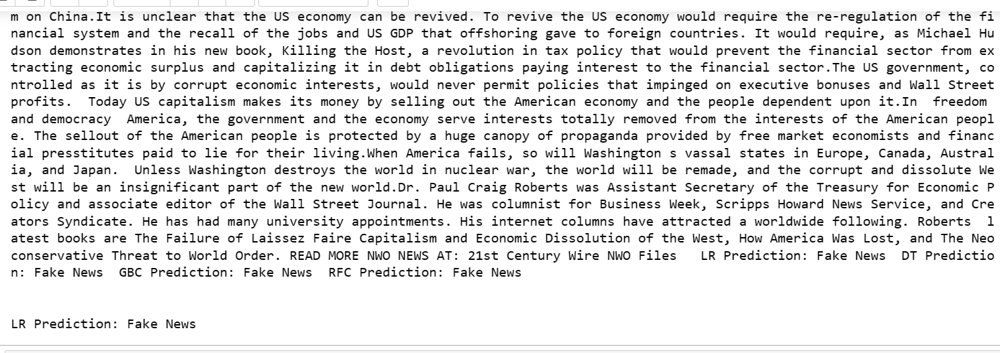 m on China.It is unclear that the US economy can be revived. To revive the US economy would require the re-regulation of the fi
nancial system and the recall of the jobs and US GDP that offshoring gave to foreign countries. It would require, as Michael Hu
dson demonstrates in his new book, Killing the Host, a revolution in tax policy that would prevent the financial sector from ex
tracting economic surplus and capitalizing it in debt obligations paying interest to the financial sector.The US government, co
ntrolled as it is by corrupt economic interests, would never permit policies that impinged on executive bonuses and Wall Street
profits.  Today US capitalism makes its money by selling out the American economy and the people dependent upon it.In  freedom
and democracy  America, the government and the economy serve interests totally removed from the interests of the American peopl
e. The sellout of the American people is protected by a huge canopy of propaganda provided by free market economists and financ
ial presstitutes paid to lie for their living.When America fails, so will Washington s vassal states in Europe, Canada, Austral
ia, and Japan.  Unless Washington destroys the world in nuclear war, the world will be remade, and the corrupt and dissolute We
st will be an insignificant part of the new world.Dr. Paul Craig Roberts was Assistant Secretary of the Treasury for Economic P
olicy and associate editor of the Wall Street Journal. He was columnist for Business Week, Scripps Howard News Service, and Cre
ators Syndicate. He has had many university appointments. His internet columns have attracted a worldwide following. Roberts  l
atest books are The Failure of Laissez Faire Capitalism and Economic Dissolution of the West, How America Was Lost, and The Neo
conservative Threat to World Order. READ MORE NWO NEWS AT: 21st Century Wire NWO Files   LR Prediction: Fake News  DT Predictio
n: Fake News  GBC Prediction: Fake News  RFC Prediction: Fake News
LR Prediction: Fake News